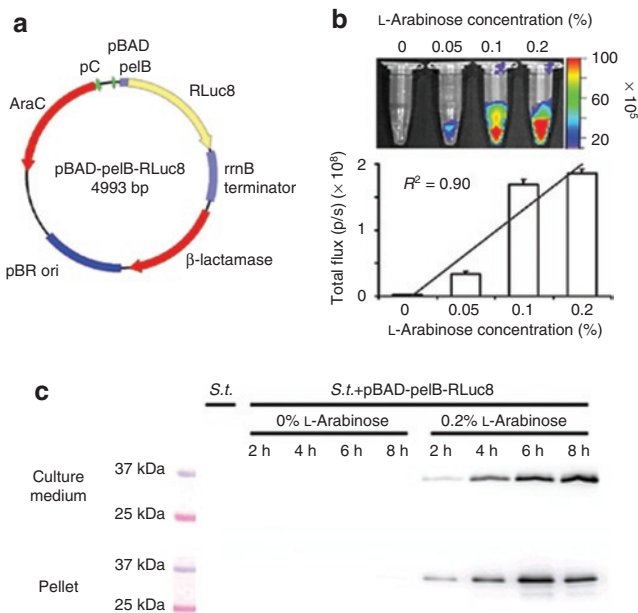 a
pBAD
pC
pelB
RLuc8
AraC
pBAD-pelB-RLuc8
4993 bp
rrnB
terminator
pBR ori
β-lactamase
b
L-Arabinose concentration (%)
0 0.05 0.1 0.2
100
60
20
× 10⁵
2
1
0
Total flux (p/s) (× 10⁸)
R² = 0.90
0 0.05 0.1 0.2
L-Arabinose concentration (%)
c
S.t. S.t.+pBAD-pelB-RLuc8
0% L-Arabinose 0.2% L-Arabinose
2 h 4 h 6 h 8 h 2 h 4 h 6 h 8 h
Culture
medium
37 kDa
25 kDa
Pellet
37 kDa
25 kDa